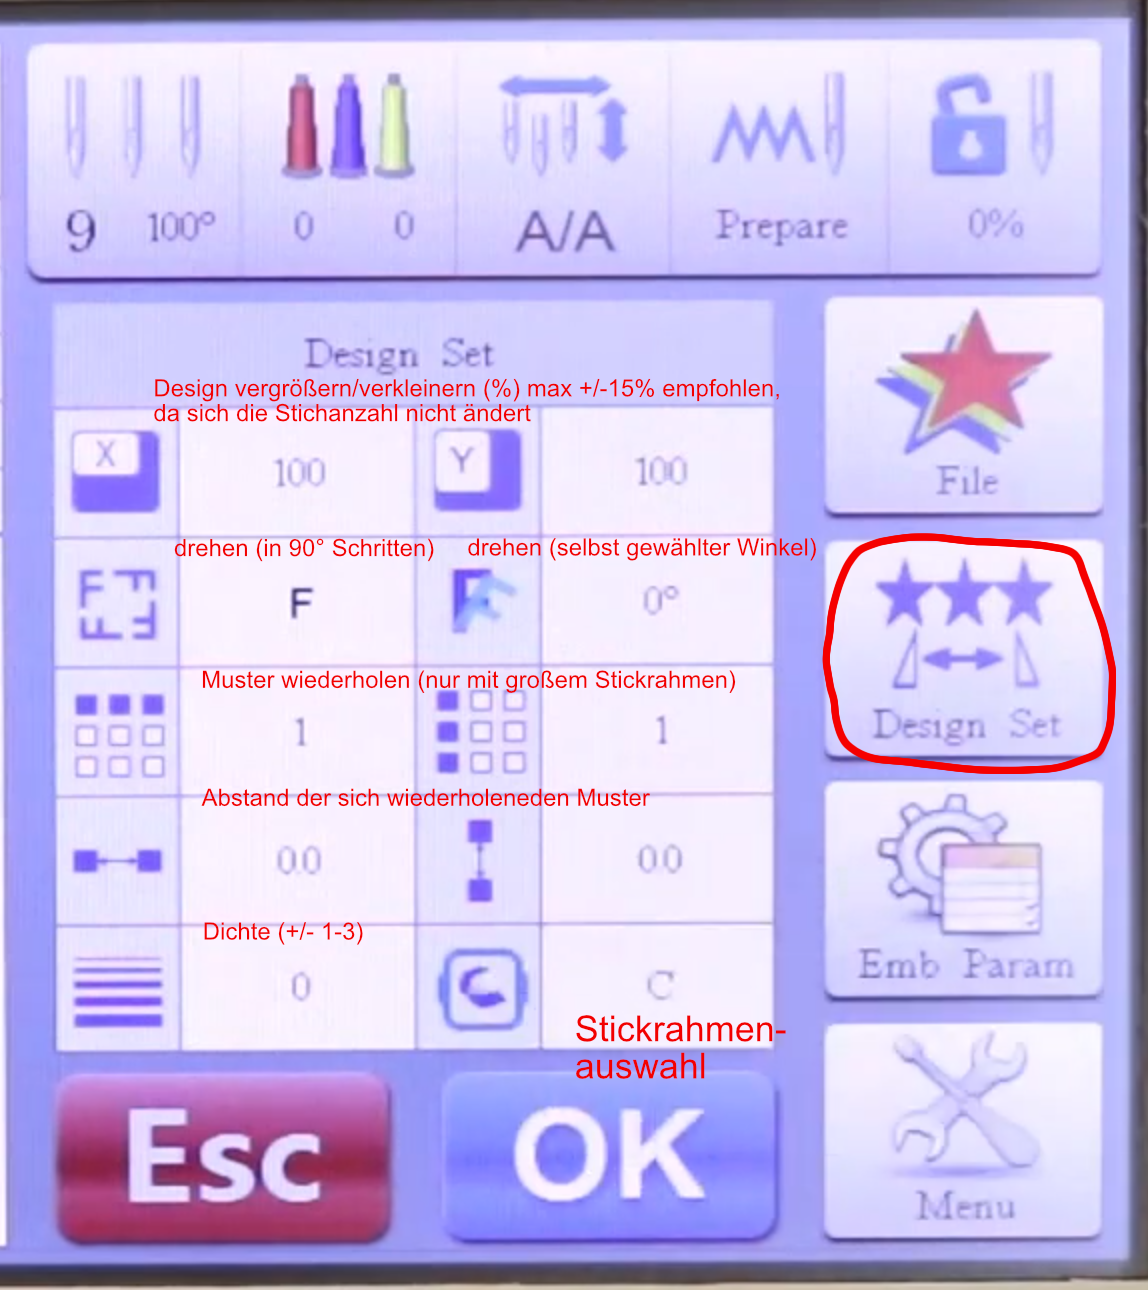 9 100° 0 0 A/A Prepare 0%
Design Set
Design vergrößern/verkleinern (%) max +/-15% empfohlen,
da sich die Stichanzahl nicht ändert
X 100 Y 100
File
drehen (in 90° Schritten) drehen (selbst gewählter Winkel)
F F 0°
Design Set
Muster wiederholen (nur mit großem Stickrahmen)
1 1
Abstand der sich wiederholeneden Muster
0.0 0.0
Emb Param
Dichte (+/- 1-3)
0 C C
Stickrahmen-
auswahl
Esc OK
Menu